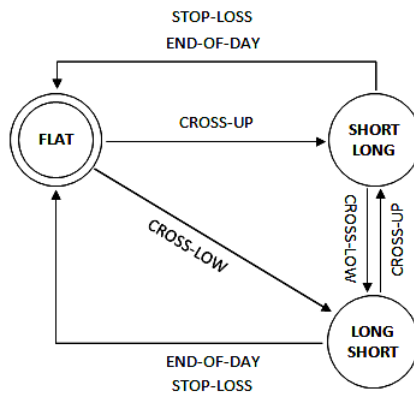 STOP-LOSS
END-OF-DAY
CROSS-UP
FLAT
SHORT
LONG
CROSS-LOW
CROSS-LOW
CROSS-UP
LONG
SHORT
END-OF-DAY
STOP-LOSS